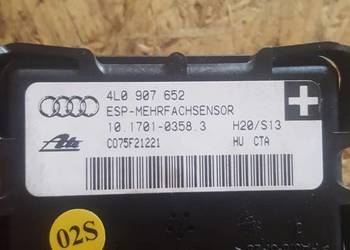 4L0 907 652
ESP-MEHRFACHSENSOR
10.1701-0358.3 H20/S13
Ate C075F21221 HU CTA
02S